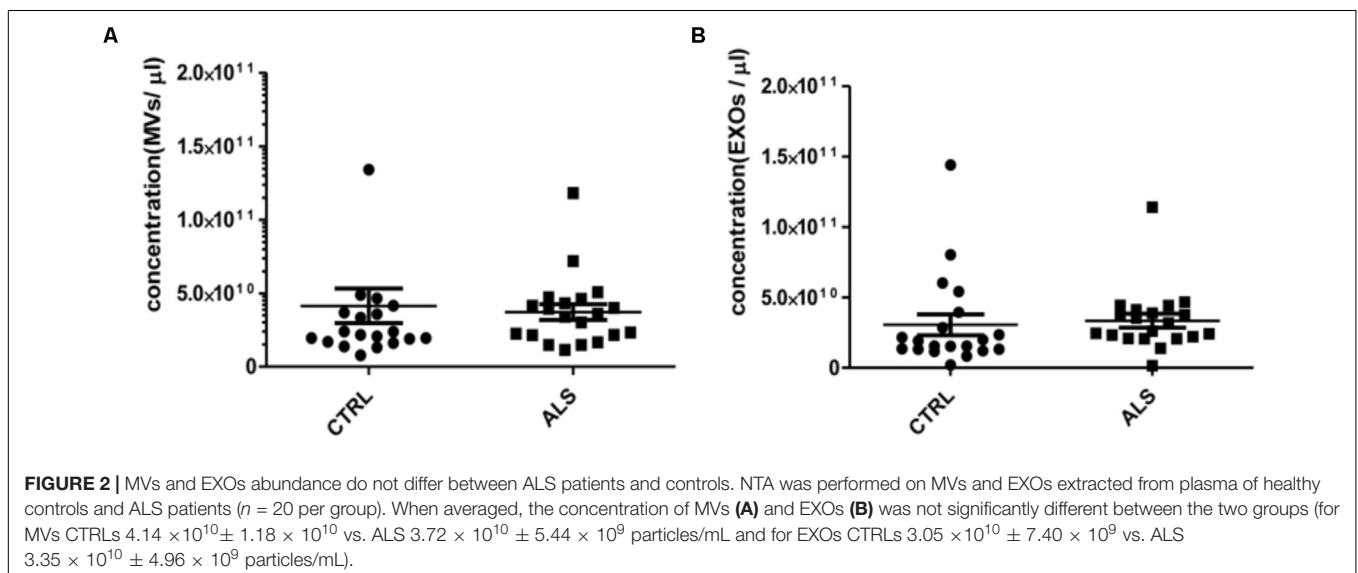 A
B
concentration(MVs/ µl)
2.0×10¹¹
1.5×10¹¹
1.0×10¹¹
5.0×10¹⁰
0
CTRL
ALS
concentration(EXOs / µl)
2.0×10¹¹
1.5×10¹¹
1.0×10¹¹
5.0×10¹⁰
0
CTRL
ALS
FIGURE 2 | MVs and EXOs abundance do not differ between ALS patients and controls. NTA was performed on MVs and EXOs extracted from plasma of healthy
controls and ALS patients (n = 20 per group). When averaged, the concentration of MVs (A) and EXOs (B) was not significantly different between the two groups (for
MVs CTRLs 4.14 ×10¹⁰± 1.18 × 10¹⁰ vs. ALS 3.72 × 10¹⁰ ± 5.44 × 10⁹ particles/mL and for EXOs CTRLs 3.05 ×10¹⁰ ± 7.40 × 10⁹ vs. ALS
3.35 × 10¹⁰ ± 4.96 × 10⁹ particles/mL).